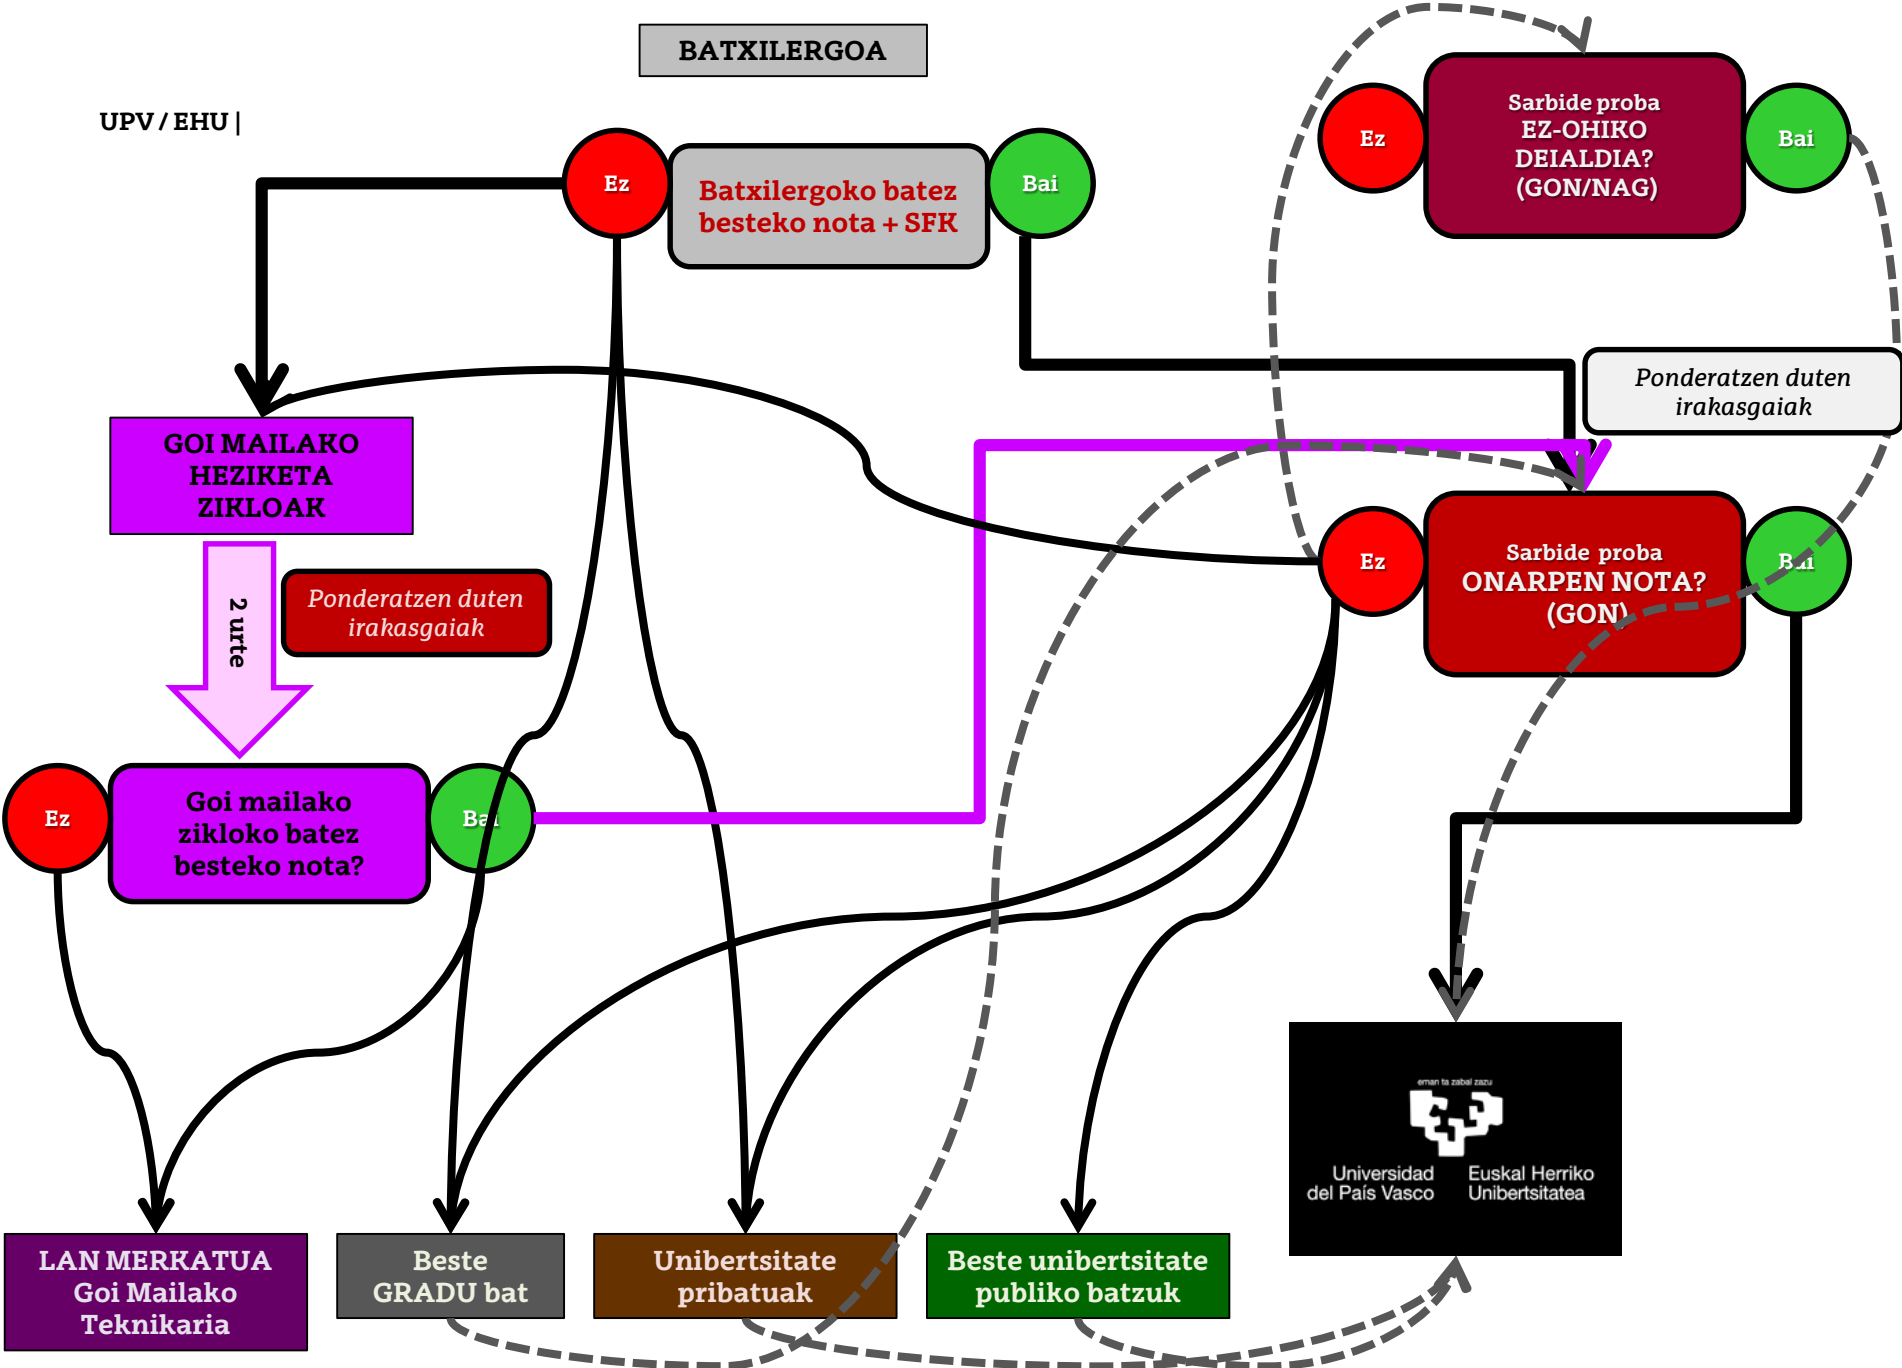 BATXILERGOA
UPV / EHU |
Ez
Batxilergoko batez
besteko nota + SFK
Bai
Ez
Sarbide proba
EZ-OHIKO
DEIALDIA?
(GON/NAG)
Bai
Ponderatzen duten
irakasgaiak
GOI MAILAKO
HEZIKETA
ZIKLOAK
2 urte
Ponderatzen duten
irakasgaiak
Ez
Sarbide proba
ONARPEN NOTA?
(GON)
Bai
Ez
Goi mailako
zikloko batez
besteko nota?
Bai
eman ta zabal zazu
Universidad
del País Vasco
Euskal Herriko
Unibertsitatea
LAN MERKATUA
Goi Mailako
Teknikaria
Beste
GRADU bat
Unibertsitate
pribatuak
Beste unibertsitate
publiko batzuk